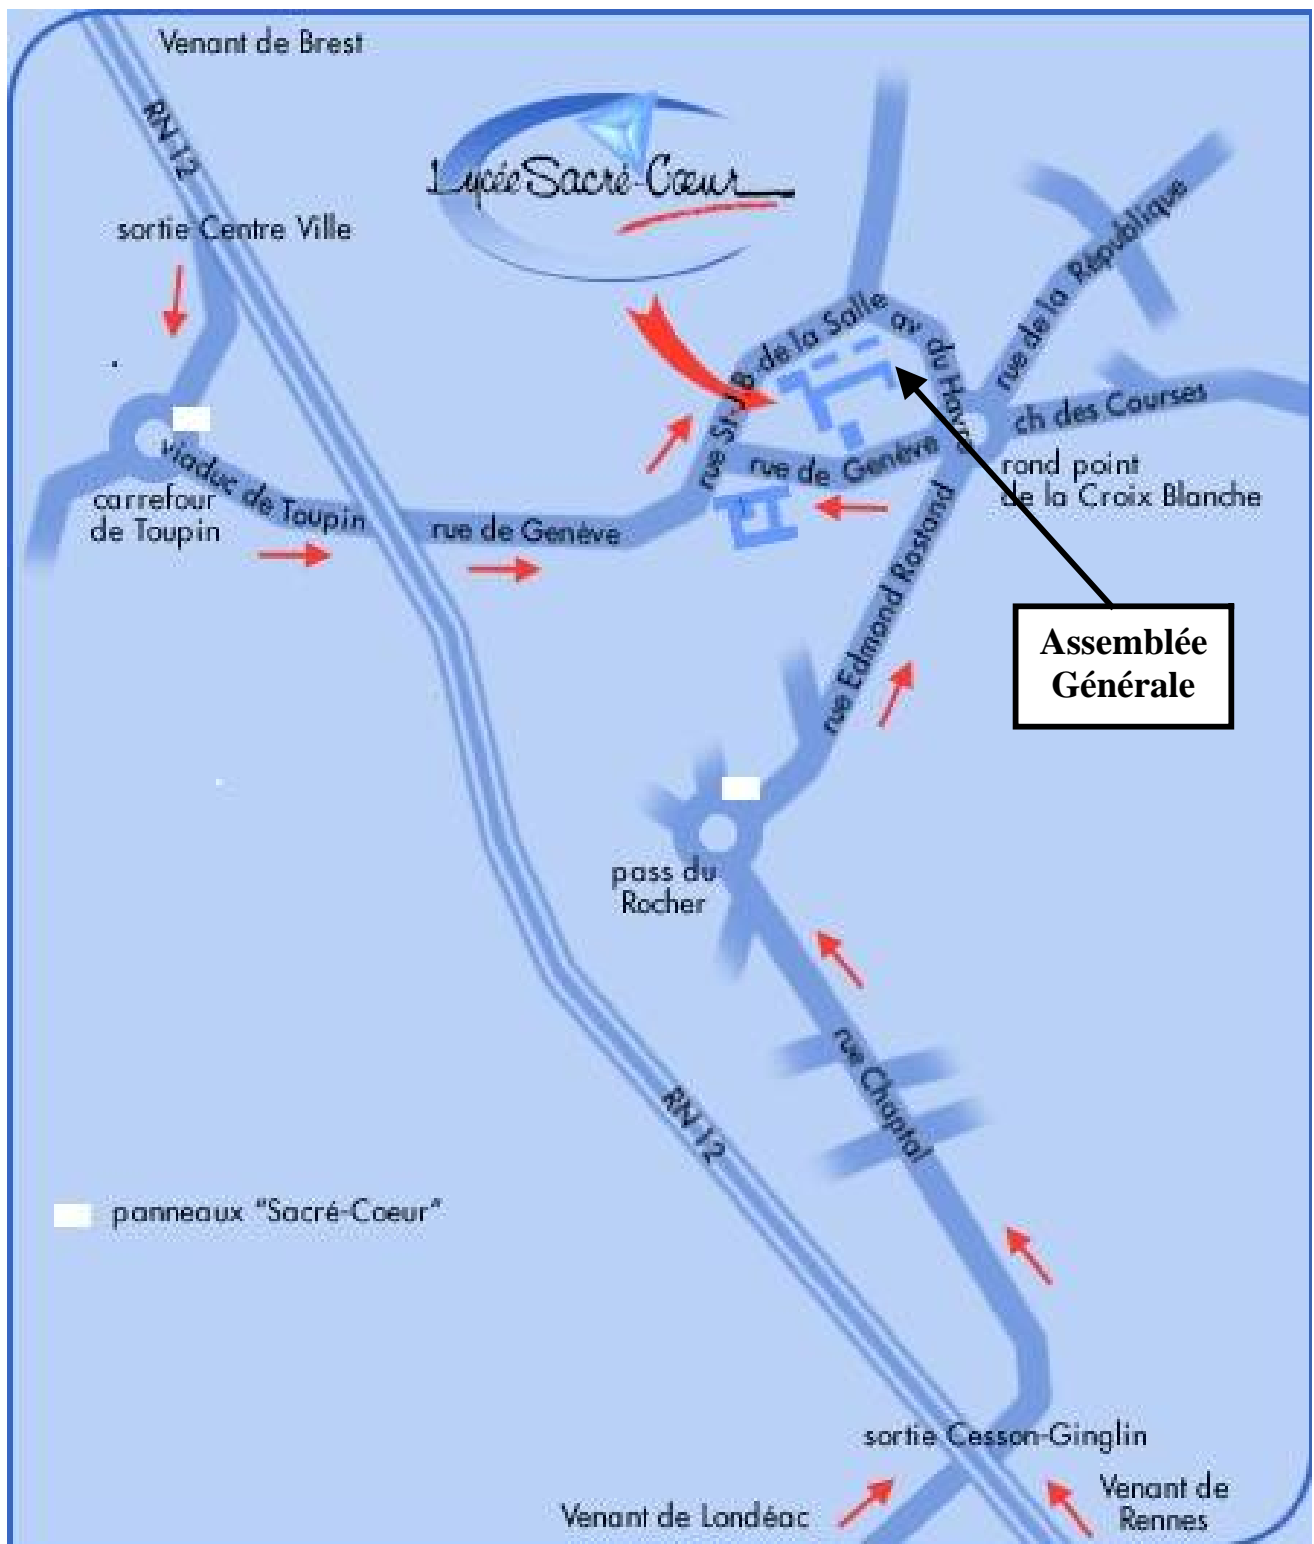 Venant de Brest
RN 12
Lycée Sacré-Cœur
sortie Centre Ville
rue de la République
rue St-J.B. de la Salle
av. du Havre
ch des Courses
viaduc de Toupin
rue de Genève
rond point
de la Croix Blanche
carrefour
de Toupin
rue de Genève
rue Edmond Rostand
Assemblée
Générale
pass du
Rocher
rue Chaptal
RN 12
panneaux "Sacré-Coeur"
sortie Cesson-Ginglin
Venant de Londéac
Venant de
Rennes